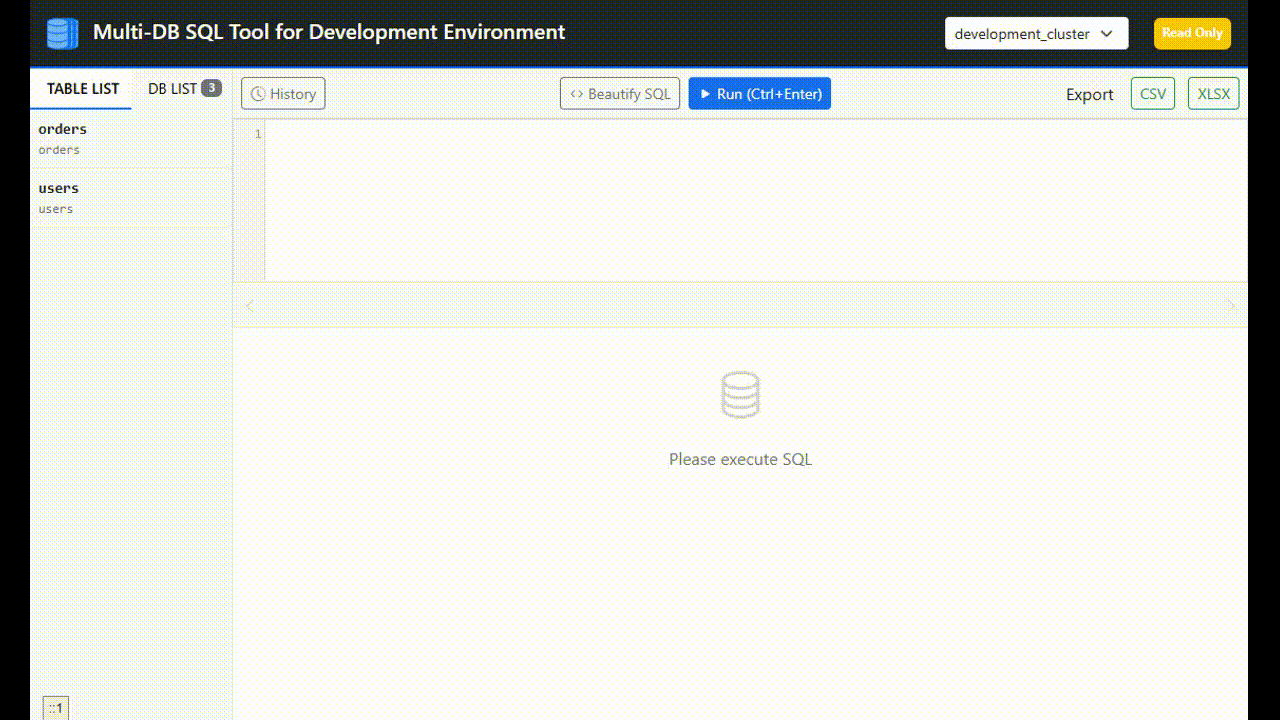 Multi-DB SQL Tool for Development Environment
development_cluster
Read Only
TABLE LIST
DB LIST 3
History
Beautify SQL
Run (Ctrl+Enter)
Export
CSV
XLSX
orders
orders
users
users
1
Please execute SQL
::1